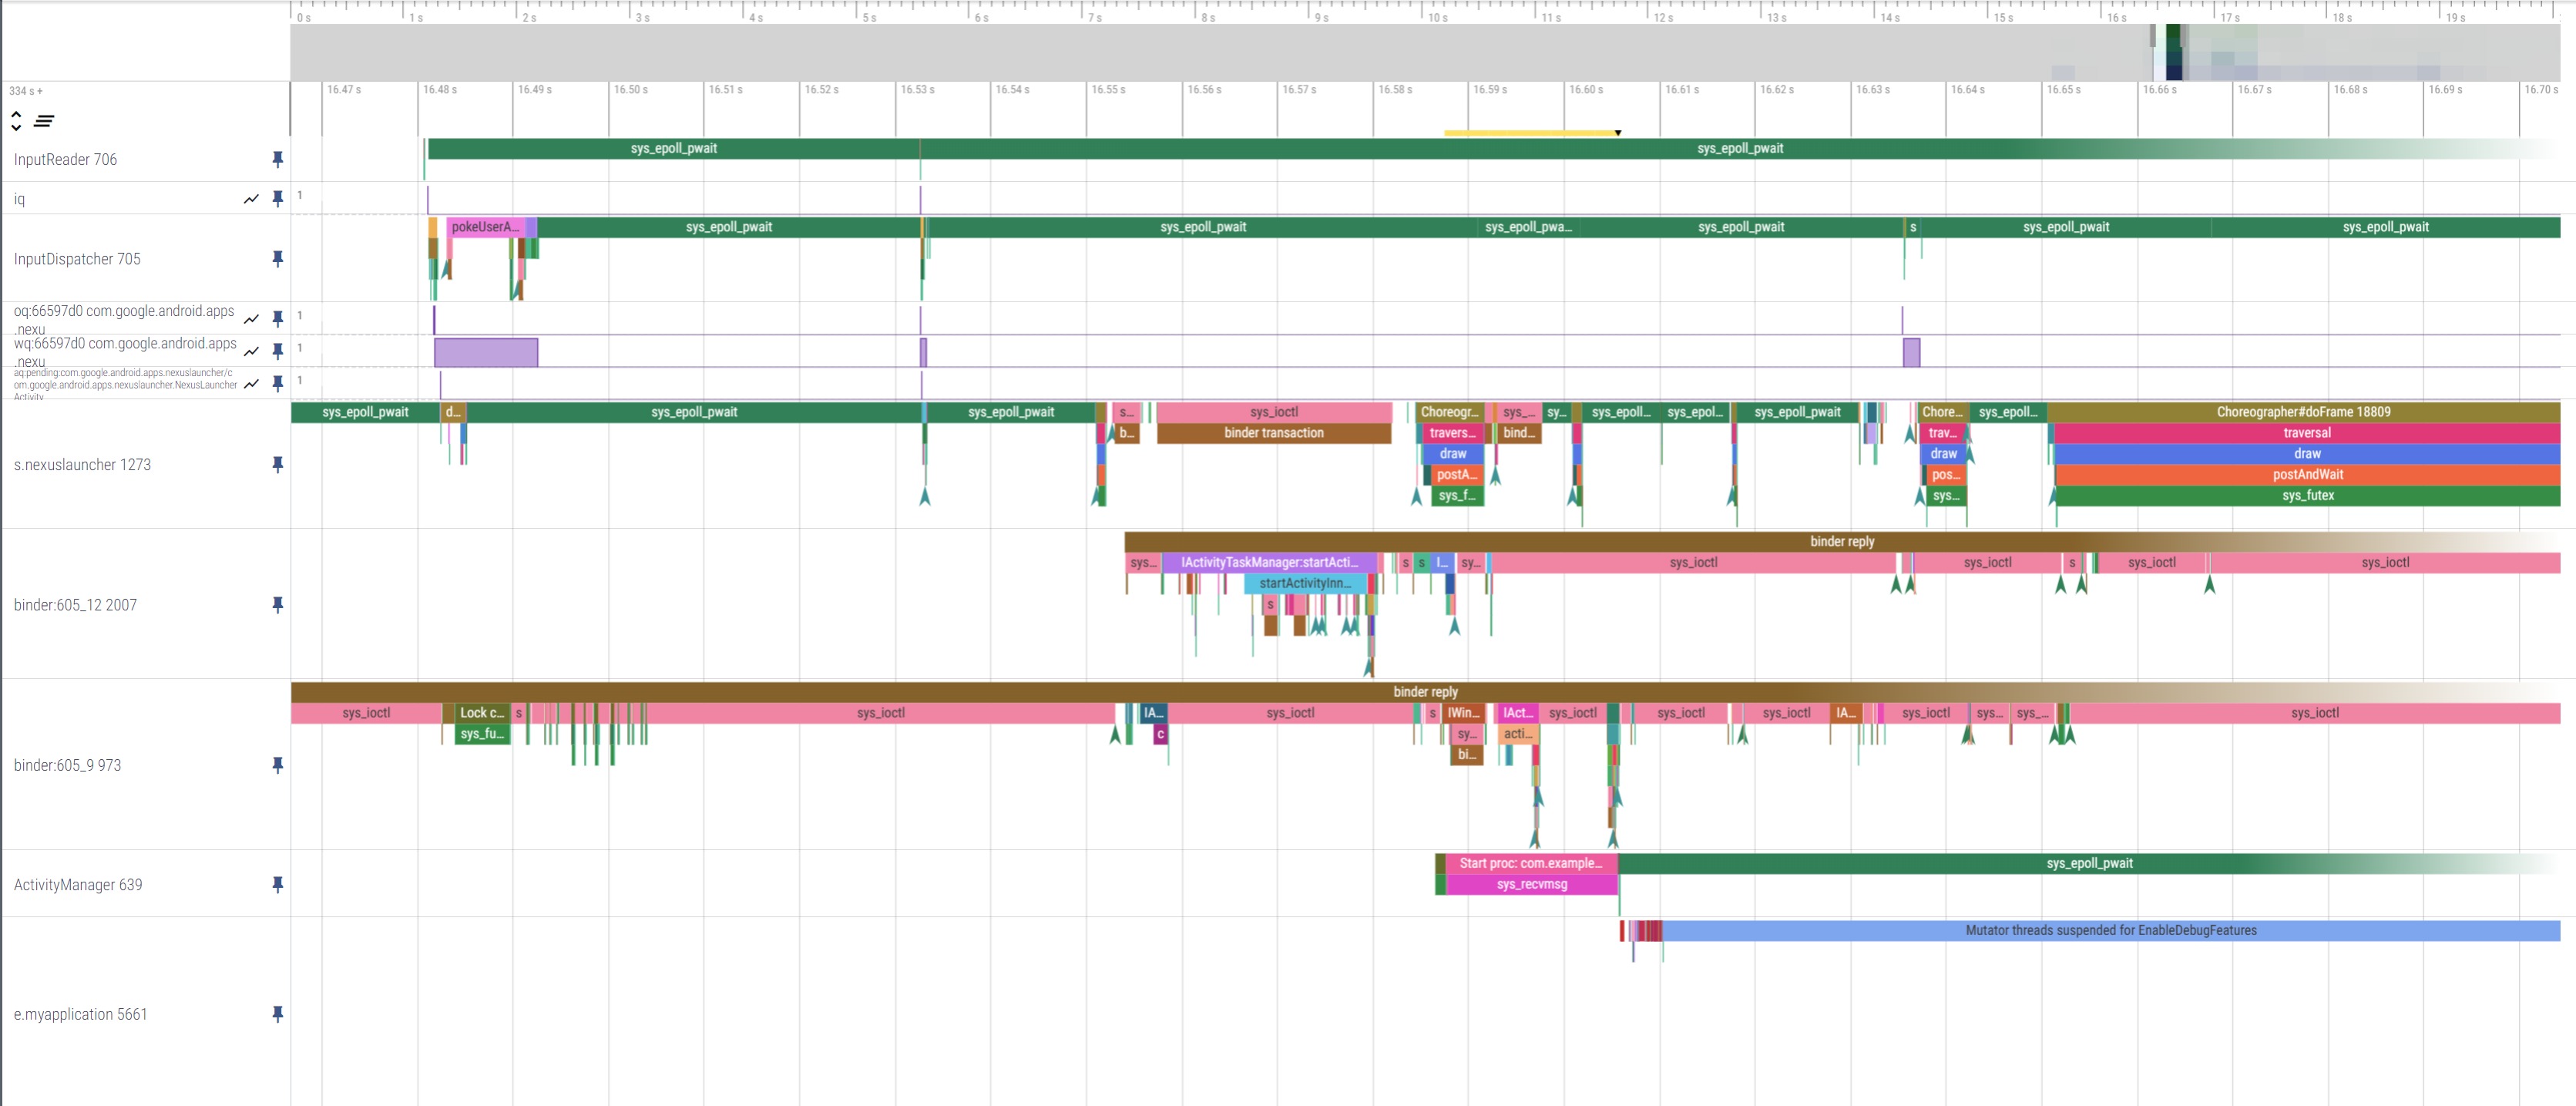 0 s 1 s 2 s 3 s 4 s 5 s 6 s 7 s 8 s 9 s 10 s 11 s 12 s 13 s 14 s 15 s 16 s 17 s 18 s 19 s
334 s +
16.47 s 16.48 s 16.49 s 16.50 s 16.51 s 16.52 s 16.53 s 16.54 s 16.55 s 16.56 s 16.57 s 16.58 s 16.59 s 16.60 s 16.61 s 16.62 s 16.63 s 16.64 s 16.65 s 16.66 s 16.67 s 16.68 s 16.69 s 16.70 s
InputReader 706
sys_epoll_pwait sys_epoll_pwait
iq
1
InputDispatcher 705
pokeUserA... sys_epoll_pwait sys_epoll_pwait sys_epoll_pwa... sys_epoll_pwait s sys_epoll_pwait sys_epoll_pwait
oq:66597d0 com.google.android.apps
.nexu
1
wq:66597d0 com.google.android.apps
.nexu
1
aq:pending:com.google.android.apps.nexuslauncher/c
om.google.android.apps.nexuslauncher.NexusLauncher
Activity
1
s.nexuslauncher 1273
sys_epoll_pwait d... sys_epoll_pwait sys_epoll_pwait s... sys_ioctl Choreogr... sys_... sy... sys_epoll... sys_epol... sys_epoll_pwait Chore... sys_epoll... Choreographer#doFrame 18809
b... binder transaction travers... bind... trav... traversal
draw draw draw
postA... pos... postAndWait
sys_f... sys... sys_futex
binder:605_12 2007
binder reply
sys... IActivityTaskManager:startActi... s s I... sy... sys_ioctl sys_ioctl s sys_ioctl sys_ioctl
startActivityInn...
s
binder:605_9 973
binder reply
sys_ioctl Lock c... s sys_ioctl IA... sys_ioctl s IWin... IAct... sys_ioctl sys_ioctl sys_ioctl IA... sys_ioctl sys... sys_... sys_ioctl
sys_fu... c sy... acti...
bi...
ActivityManager 639
Start proc: com.example... sys_epoll_pwait
sys_recvmsg
e.myapplication 5661
Mutator threads suspended for EnableDebugFeatures